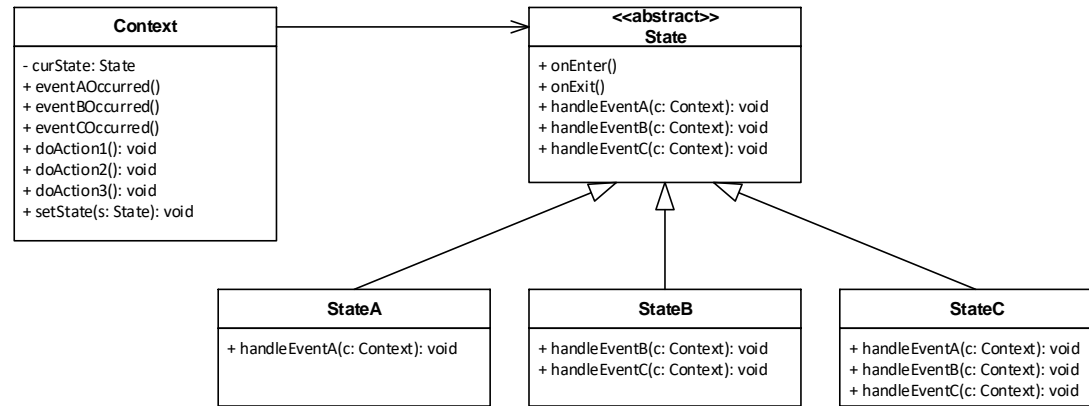 Context
- curState: State
+ eventAOccurred()
+ eventBOccurred()
+ eventCOccurred()
+ doAction1(): void
+ doAction2(): void
+ doAction3(): void
+ setState(s: State): void
<<abstract>>
State
+ onEnter()
+ onExit()
+ handleEventA(c: Context): void
+ handleEventB(c: Context): void
+ handleEventC(c: Context): void
StateA
+ handleEventA(c: Context): void
StateB
+ handleEventB(c: Context): void
+ handleEventC(c: Context): void
StateC
+ handleEventA(c: Context): void
+ handleEventB(c: Context): void
+ handleEventC(c: Context): void